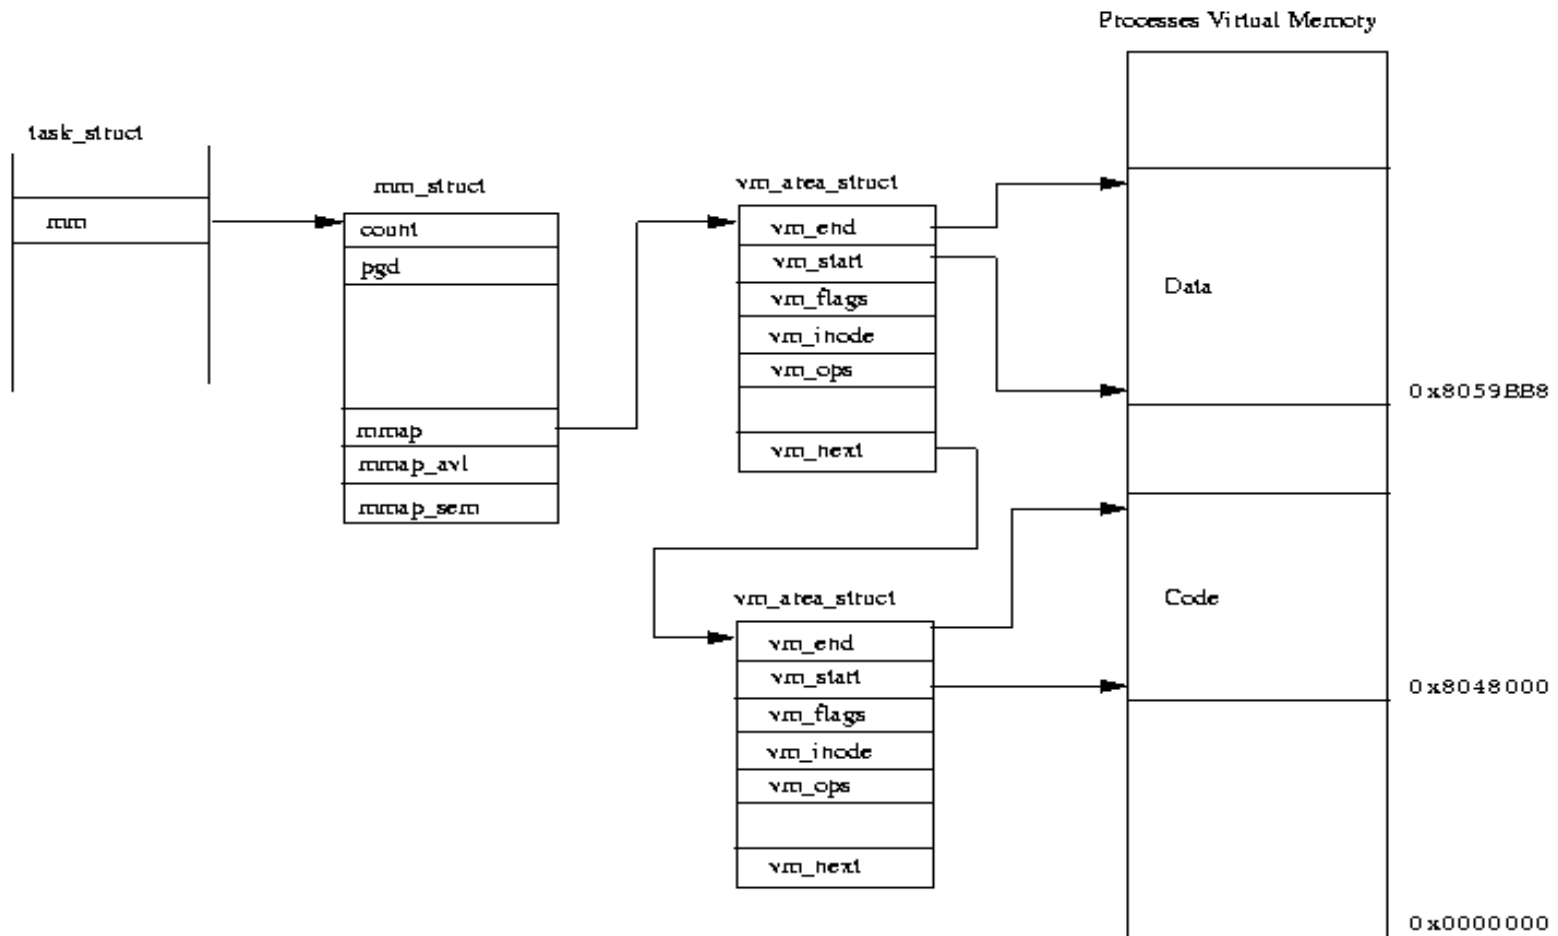 Processes Virtual Memory
task_struct
mm
mm_struct
count
pgd
mmap
mmap_avl
mmap_sem
vm_area_struct
vm_end
vm_start
vm_flags
vm_inode
vm_ops
vm_next
vm_area_struct
vm_end
vm_start
vm_flags
vm_inode
vm_ops
vm_next
Data
0x8059BB8
Code
0x8048000
0x0000000